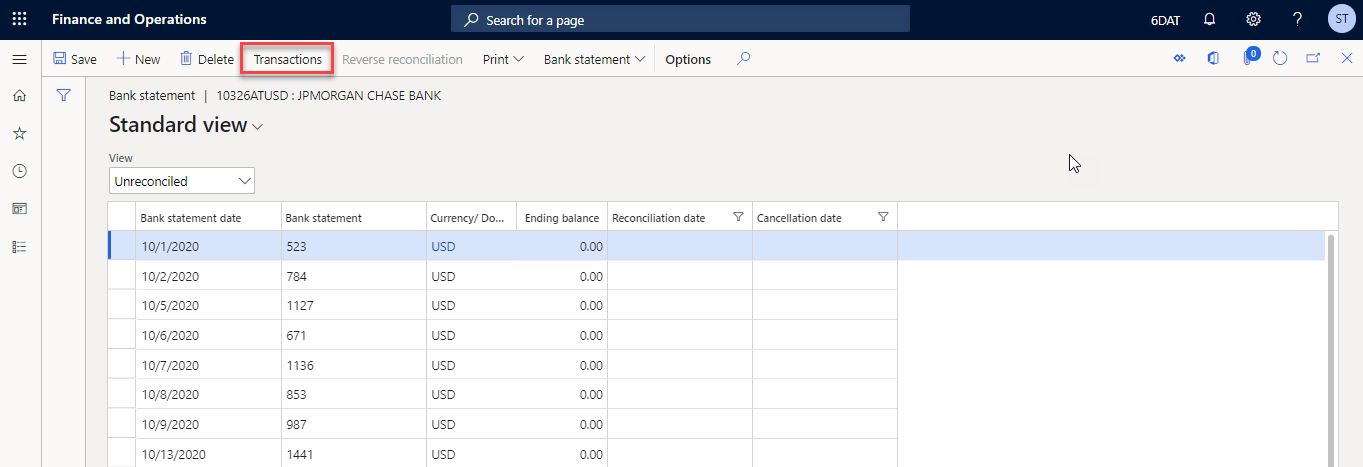 Finance and Operations Search for a page 6DAT ST
Save New Delete Transactions Reverse reconciliation Print Bank statement Options 0
Bank statement | 10326ATUSD : JPMORGAN CHASE BANK
Standard view
View
Unreconciled
Bank statement date Bank statement Currency/ Do... Ending balance Reconciliation date Cancellation date
10/1/2020 523 USD 0.00
10/2/2020 784 USD 0.00
10/5/2020 1127 USD 0.00
10/6/2020 671 USD 0.00
10/7/2020 1136 USD 0.00
10/8/2020 853 USD 0.00
10/9/2020 987 USD 0.00
10/13/2020 1441 USD 0.00